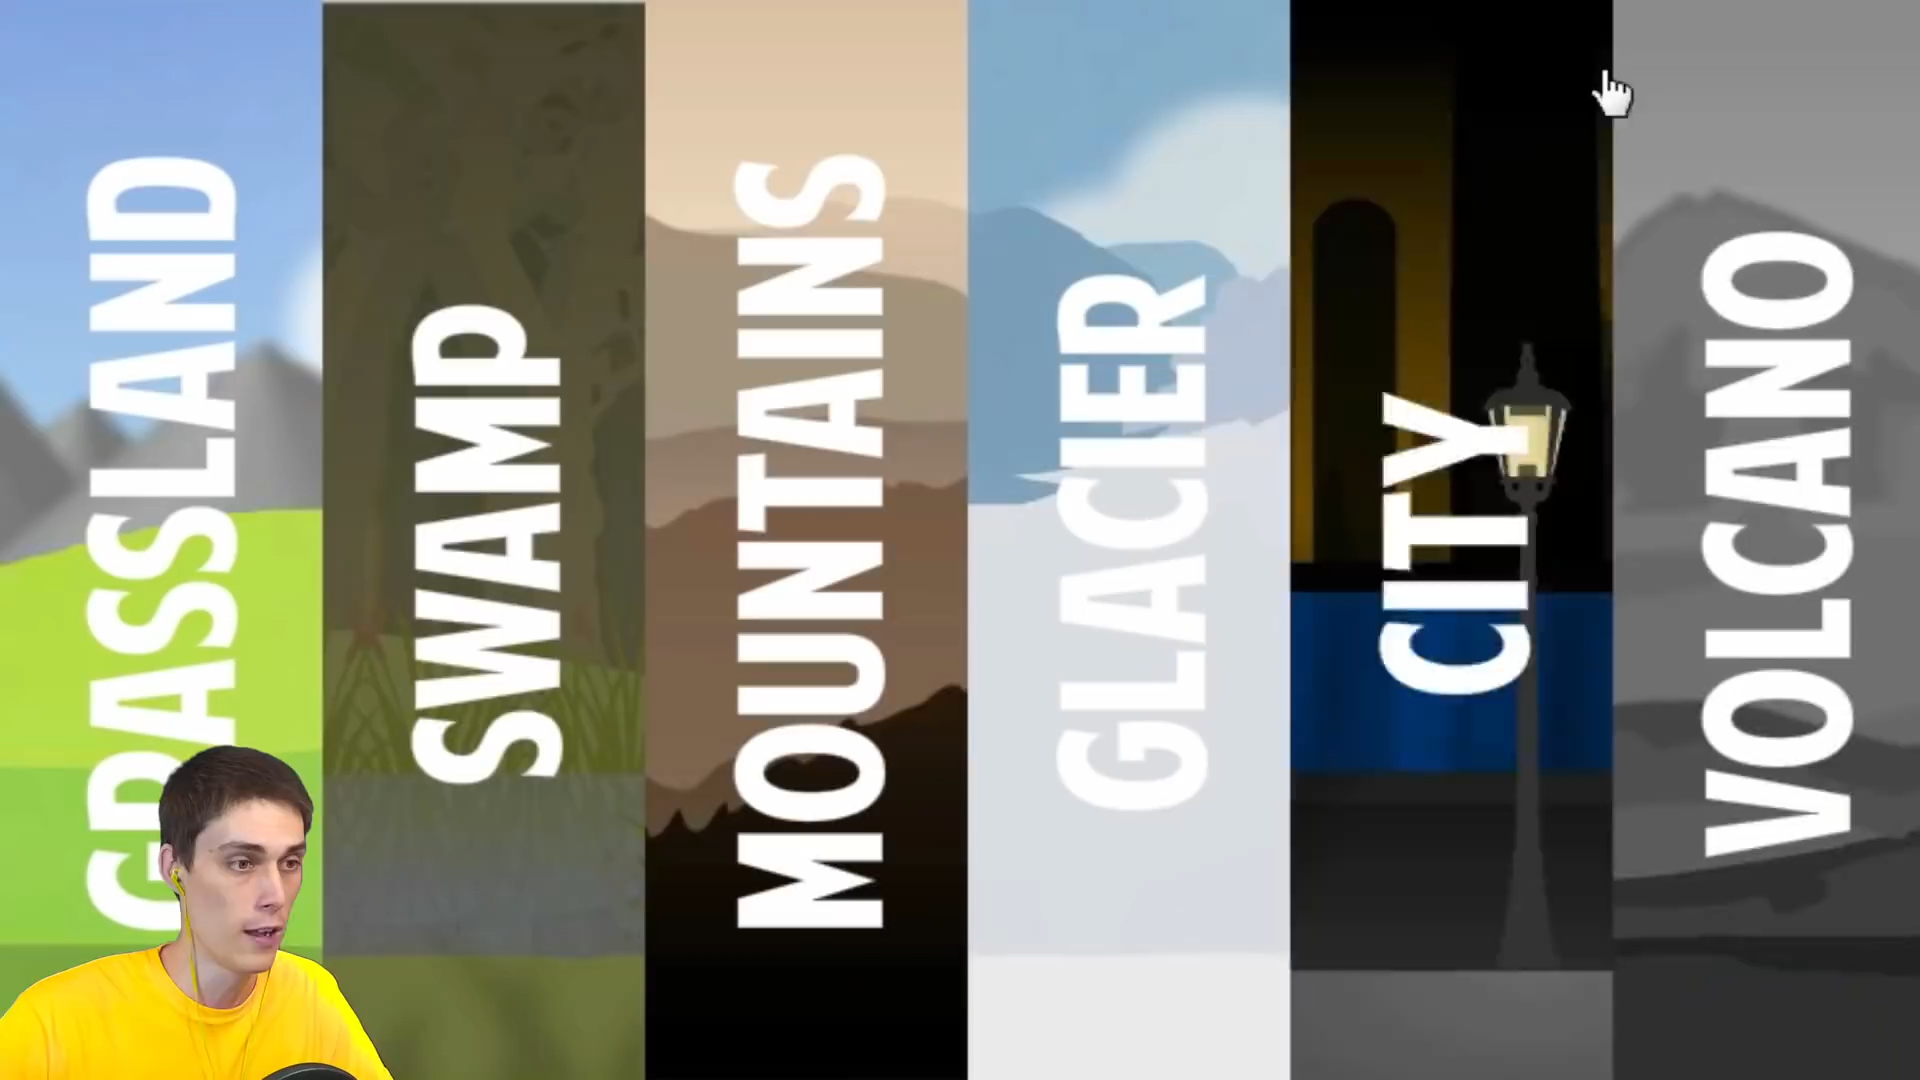 GRASSLAND
SWAMP
MOUNTAINS
GLACIER
CITY
VOLCANO